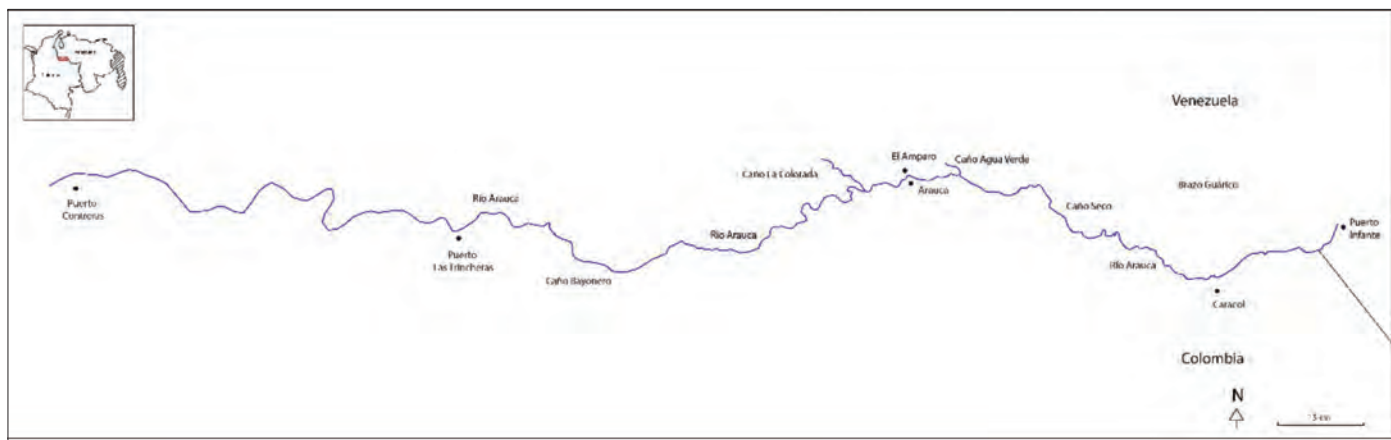 Venezuela
El Amparo
Caño Agua Verde
Caño La Colorada
Brazo Guárico
Arauca
Puerto
Contreras
Río Arauca
Caño Seco
Puerto
Infante
Río Arauca
Puerto
Las Trincheras
Río Arauca
Caño Bayonero
Caracol
Colombia
N